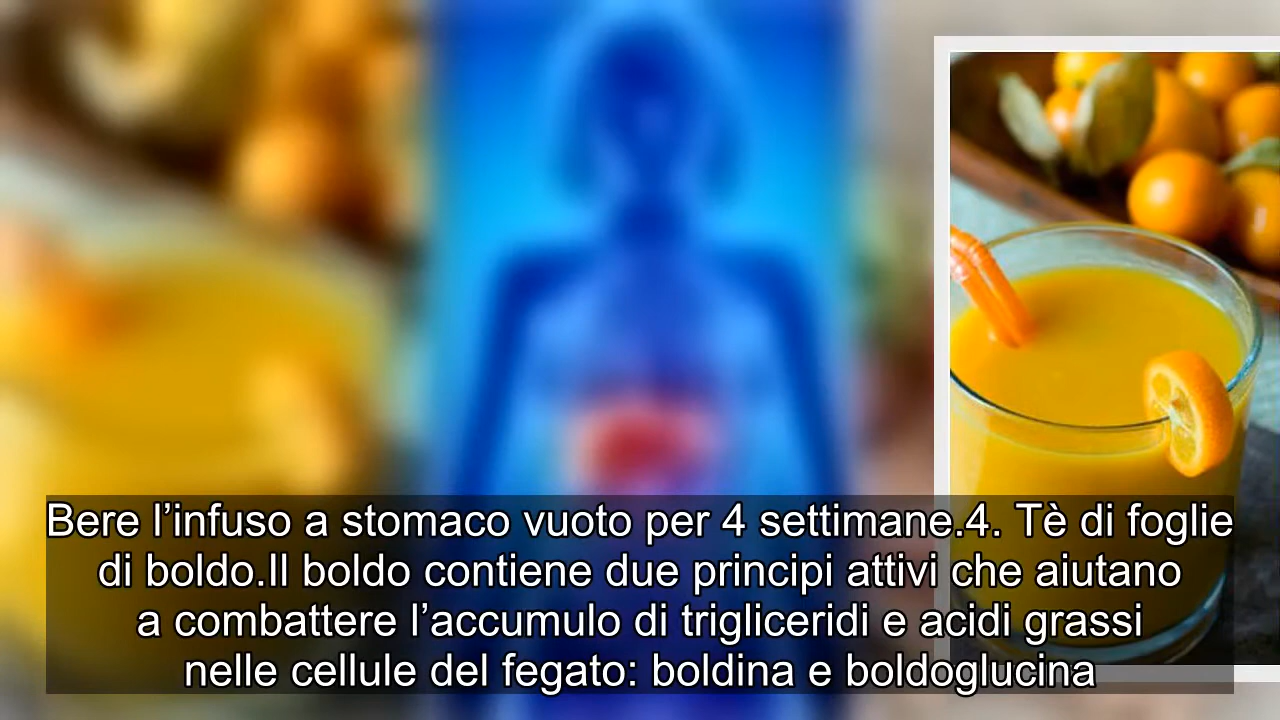 Bere l’infuso a stomaco vuoto per 4 settimane.4. Tè di foglie
di boldo.Il boldo contiene due principi attivi che aiutano
a combattere l’accumulo di trigliceridi e acidi grassi
nelle cellule del fegato: boldina e boldoglucina